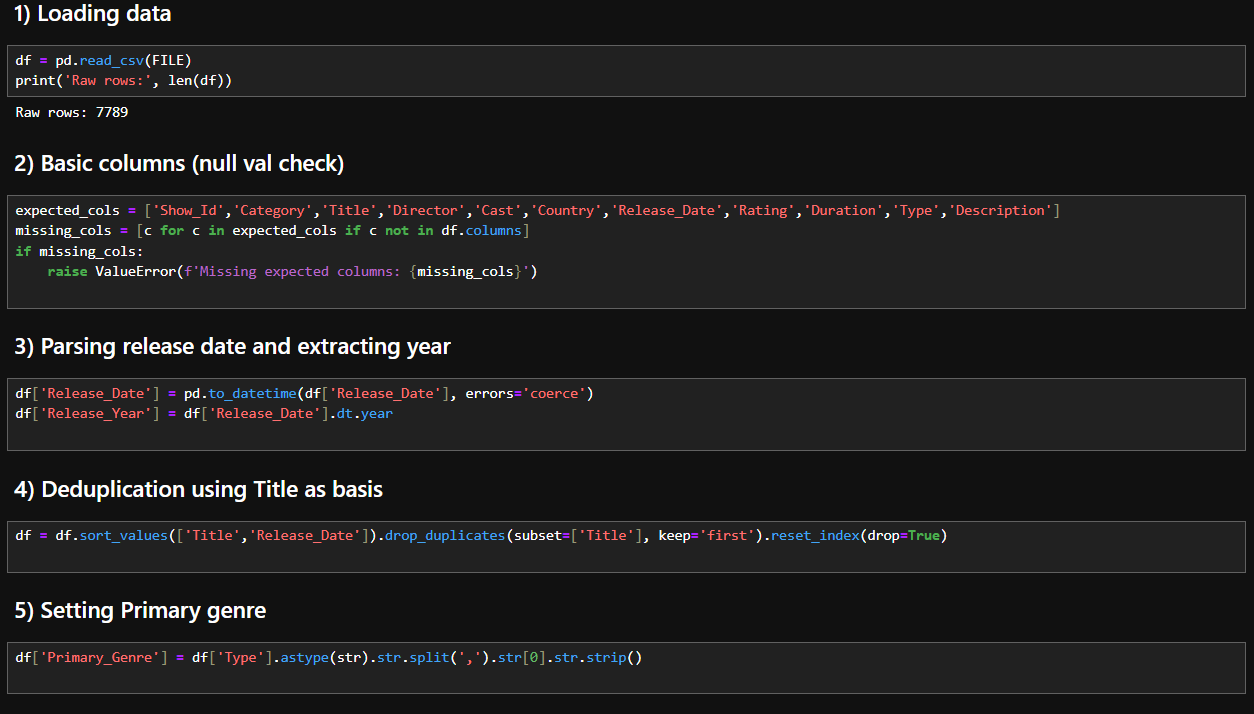 1) Loading data
df = pd.read_csv(FILE)
print('Raw rows:', len(df))
Raw rows: 7789
2) Basic columns (null val check)
expected_cols = ['Show_Id','Category','Title','Director','Cast','Country','Release_Date','Rating','Duration','Type','Description']
missing_cols = [c for c in expected_cols if c not in df.columns]
if missing_cols:
    raise ValueError(f'Missing expected columns: {missing_cols}')
3) Parsing release date and extracting year
df['Release_Date'] = pd.to_datetime(df['Release_Date'], errors='coerce')
df['Release_Year'] = df['Release_Date'].dt.year
4) Deduplication using Title as basis
df = df.sort_values(['Title','Release_Date']).drop_duplicates(subset=['Title'], keep='first').reset_index(drop=True)
5) Setting Primary genre
df['Primary_Genre'] = df['Type'].astype(str).str.split(',').str[0].str.strip()